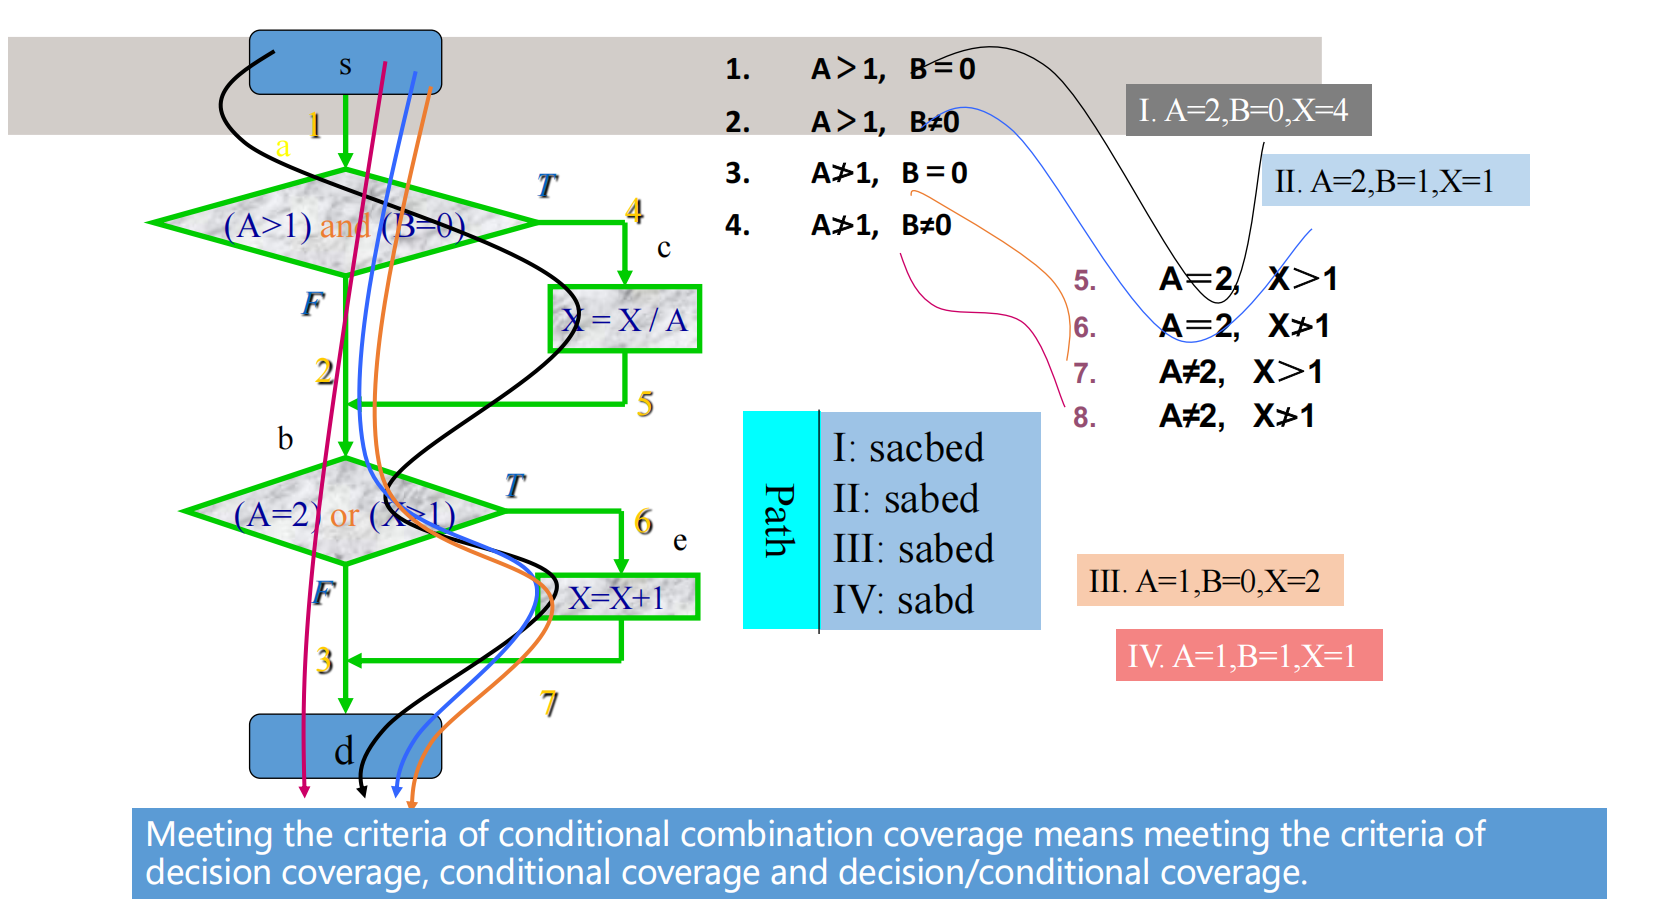 s
1
a
(A>1) and (B=0)
T
4
c
F
X = X / A
2
5
b
(A=2) or (X>1)
T
6
e
F
X=X+1
3
7
d
1. A>1, B=0
2. A>1, B≠0
3. A≯1, B=0
4. A≯1, B≠0
I. A=2,B=0,X=4
II. A=2,B=1,X=1
5. A=2, X>1
6. A=2, X≯1
7. A≠2, X>1
8. A≠2, X≯1
Path
I: sacbed
II: sabed
III: sabed
IV: sabd
III. A=1,B=0,X=2
IV. A=1,B=1,X=1
Meeting the criteria of conditional combination coverage means meeting the criteria of
decision coverage, conditional coverage and decision/conditional coverage.